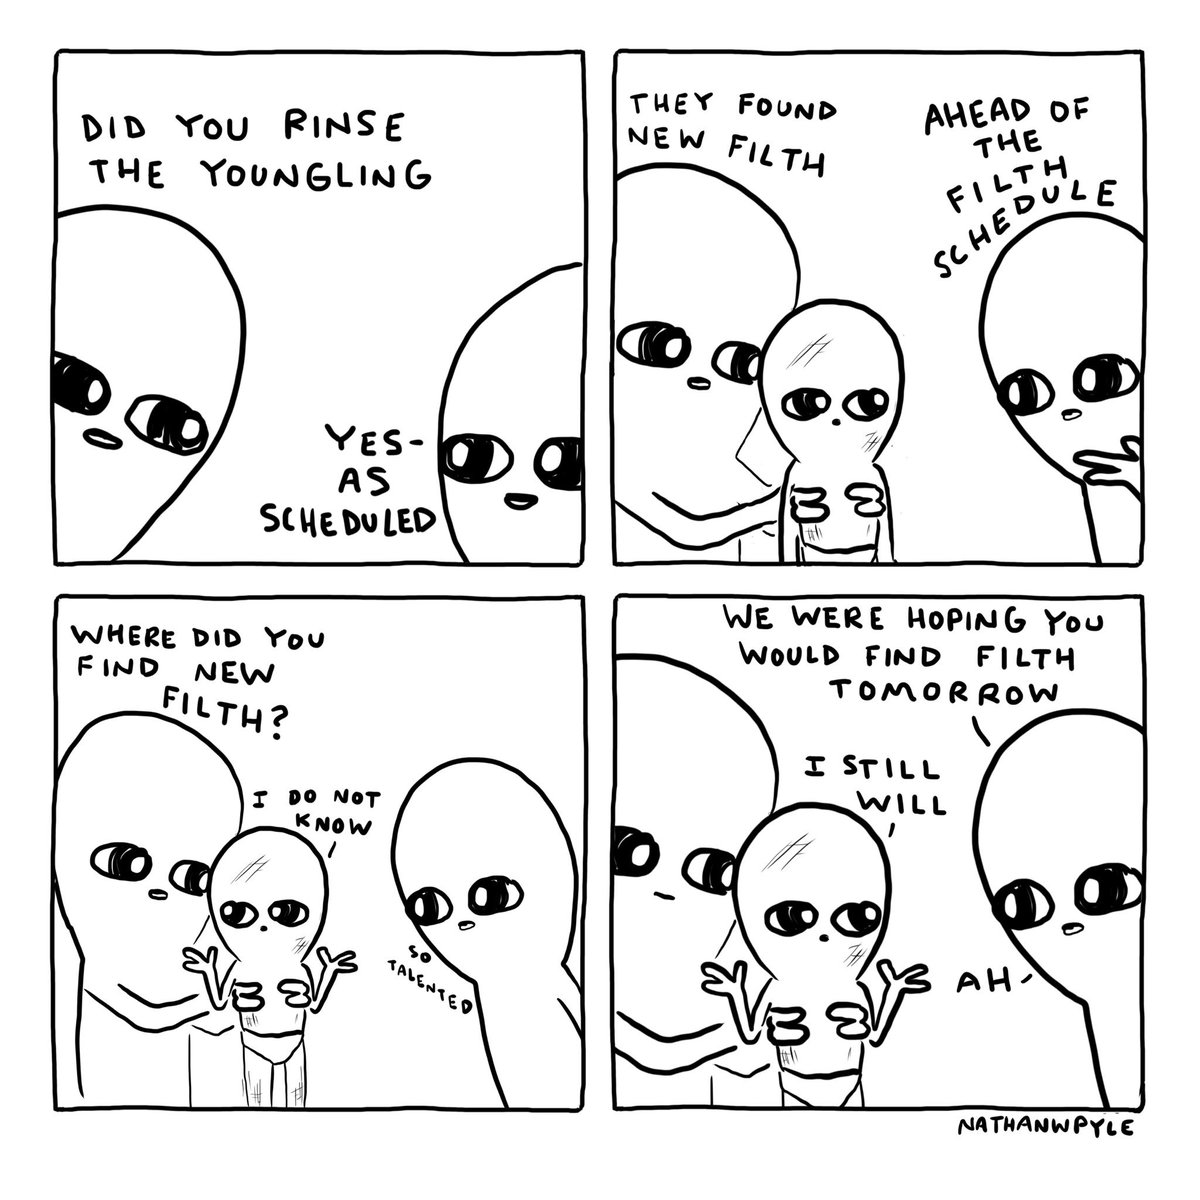 DID YOU RINSE
THE YOUNGLING
YES-
AS
SCHEDULED
THEY FOUND
NEW FILTH
AHEAD OF
THE
FILTH
SCHEDULE
WHERE DID YOU
FIND NEW
FILTH?
I DO NOT
KNOW
SO
TALENTED
WE WERE HOPING YOU
WOULD FIND FILTH
TOMORROW
I STILL
WILL
AH-
NATHANWPYLE